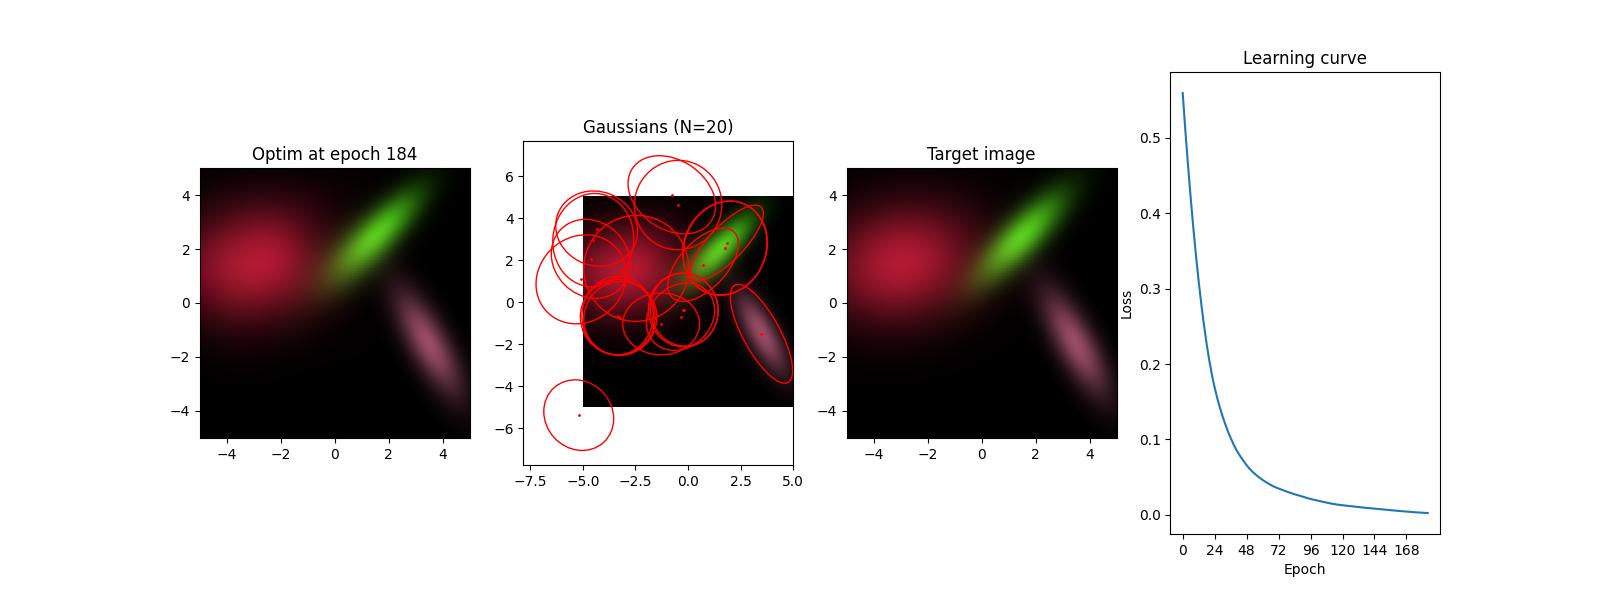 Optim at epoch 184
4
2
0
−2
−4
−4 −2 0 2 4
Gaussians (N=20)
6
4
2
0
−2
−4
−6
−7.5 −5.0 −2.5 0.0 2.5 5.0
Target image
4
2
0
−2
−4
−4 −2 0 2 4
Learning curve
Loss
0.5
0.4
0.3
0.2
0.1
0.0
0 24 48 72 96 120 144 168
Epoch